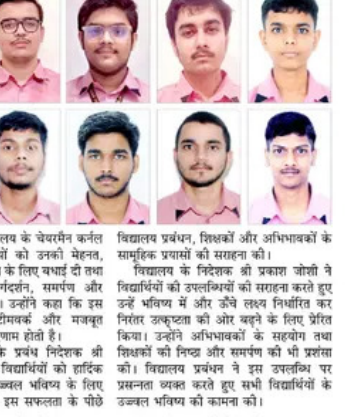 लय के चेयरमैन कर्नल
यों को उनकी मेहनत,
के लिए बधाई दी तथा
र्गदर्शन, समर्पण और
। उन्होंने कहा कि इस
टीमवर्क और मजबूत
णाम होती है।
के प्रबंध निदेशक श्री
विद्यार्थियों को हार्दिक
ज्ज्वल भविष्य के लिए
इस सफलता के पीछे
विद्यालय प्रबंधन, शिक्षकों और अभिभावकों के
सामूहिक प्रयासों की सराहना की।
विद्यालय के निदेशक श्री प्रकाश जोशी ने
विद्यार्थियों की उपलब्धियों की सराहना करते हुए
उन्हें भविष्य में और ऊँचे लक्ष्य निर्धारित कर
निरंतर उत्कृष्टता की ओर बढ़ने के लिए प्रेरित
किया। उन्होंने अभिभावकों के सहयोग तथा
शिक्षकों की निष्ठा और समर्पण की भी प्रशंसा
की। विद्यालय प्रबंधन ने इस उपलब्धि पर
प्रसन्नता व्यक्त करते हुए सभी विद्यार्थियों के
उज्ज्वल भविष्य की कामना की।